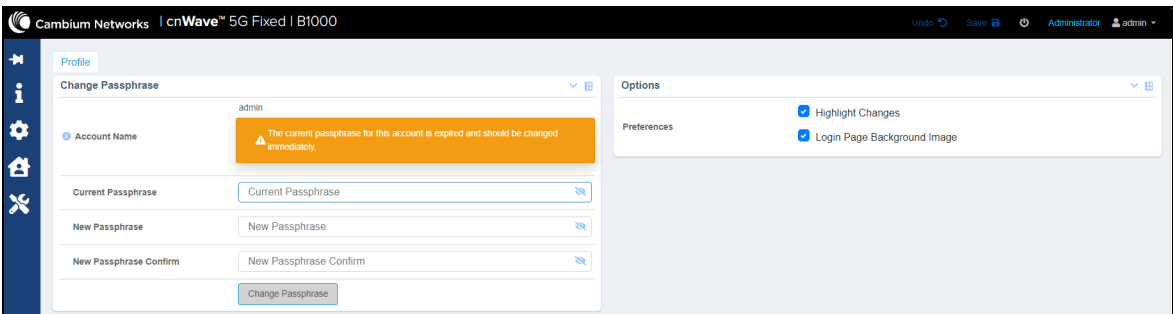 Cambium Networks | cnWave™ 5G Fixed | B1000
Undo Save Administrator admin
Profile
Change Passphrase
admin
Account Name
The current passphrase for this account is expired and should be changed
immediately.
Current Passphrase Current Passphrase
New Passphrase New Passphrase
New Passphrase Confirm New Passphrase Confirm
Change Passphrase
Options
Preferences
Highlight Changes
Login Page Background Image